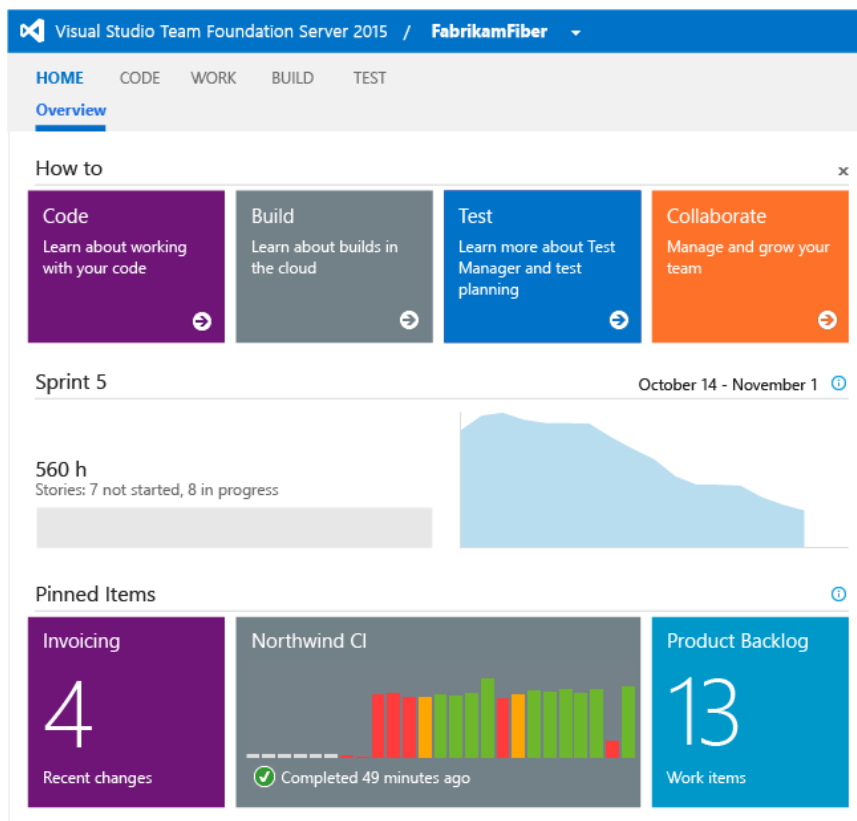 Visual Studio Team Foundation Server 2015 / FabrikamFiber
HOME CODE WORK BUILD TEST
Overview
How to
Code
Learn about working
with your code
Build
Learn about builds in
the cloud
Test
Learn more about Test
Manager and test
planning
Collaborate
Manage and grow your
team
Sprint 5
October 14 - November 1
560 h
Stories: 7 not started, 8 in progress
Pinned Items
Invoicing
4
Recent changes
Northwind CI
Completed 49 minutes ago
Product Backlog
13
Work items